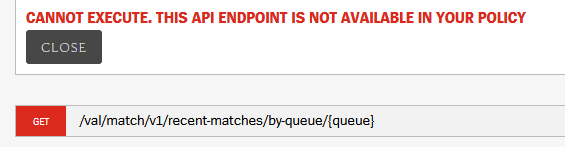 CANNOT EXECUTE. THIS API ENDPOINT IS NOT AVAILABLE IN YOUR POLICY
CLOSE
GET /val/match/v1/recent-matches/by-queue/{queue}